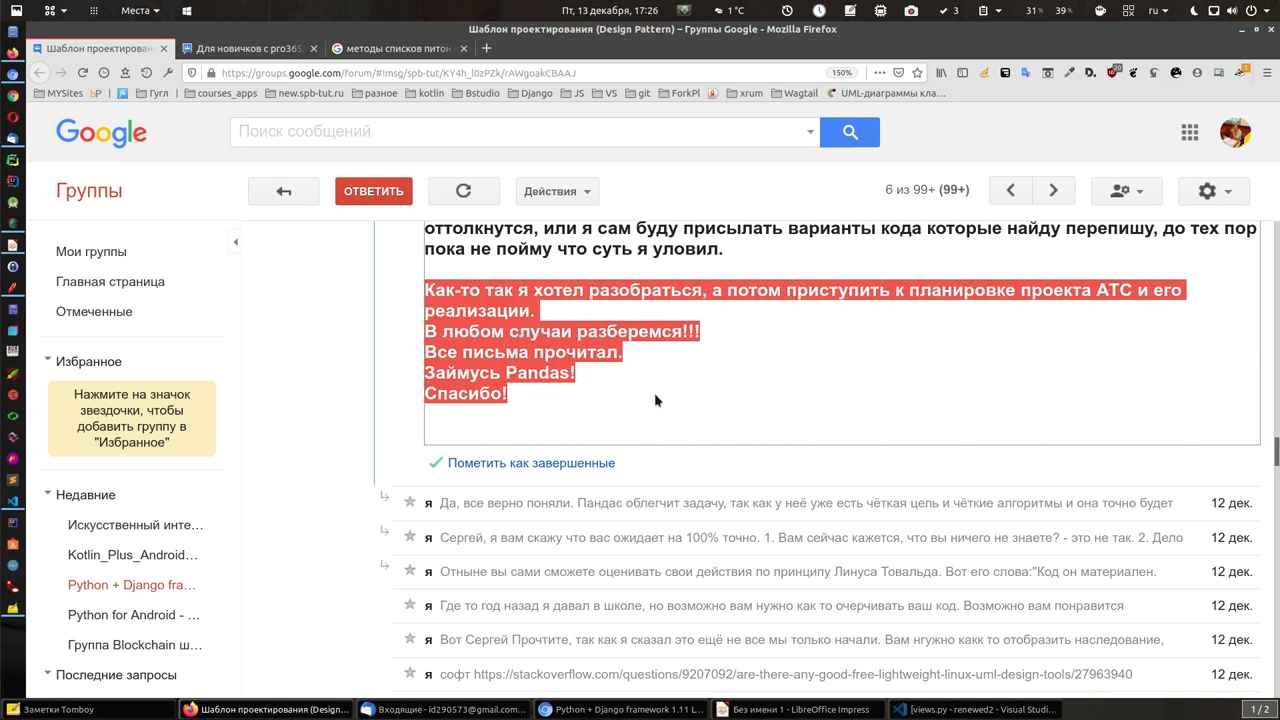 Места
Пт, 13 декабря, 17:26
1°C
3
31%
39%
ru
Шаблон проектирования (Design Pattern) – Группы Google - Mozilla Firefox
Шаблон проектировани
Для новичков с pro365.
методы списков питон
https://groups.google.com/forum/#!msg/spb-tut/KY4h_l0zPZk/rAWgoakCBAAJ
150%
20
MYSites
Гугл
courses_apps
new.spb-tut.ru
разное
kotlin
Bstudio
Django
JS
VS
git
ForkPl
xrum
Wagtail
UML-диаграммы кла…
Google
Поиск сообщений
Группы
ОТВЕТИТЬ
Действия
6 из 99+ (99+)
Мои группы
Главная страница
Отмеченные
Избранное
Нажмите на значок
звездочки, чтобы
добавить группу в
"Избранное"
Недавние
Искусственный инте…
Kotlin_Plus_Android…
Python + Django fra…
Python for Android - …
Группа Blockchain ш…
Последние запросы
оттолкнутся, или я сам буду присылать варианты кода которые найду перепишу, до тех пор
пока не пойму что суть я уловил.
Как-то так я хотел разобраться, а потом приступить к планировке проекта АТС и его
реализации.
В любом случаи разберемся!!!
Все письма прочитал.
Займусь Pandas!
Спасибо!
Пометить как завершенные
я Да, все верно поняли. Пандас облегчит задачу, так как у неё уже есть чёткая цель и чёткие алгоритмы и она точно будет 12 дек.
я Сергей, я вам скажу что вас ожидает на 100% точно. 1. Вам сейчас кажется, что вы ничего не знаете? - это не так. 2. Дело 12 дек.
я Отныне вы сами сможете оценивать свои действия по принципу Линуса Товальда. Вот его слова:"Код он материален. 12 дек.
я Где то год назад я давал в школе, но возможно вам нужно как то очерчивать ваш код. Возможно вам понравится 12 дек.
я Вот Сергей Прочтите, так как я сказал это ещё не все мы только начали. Вам нгужно какк то отобразить наследование, 12 дек.
я софт https://stackoverflow.com/questions/9207092/are-there-any-good-free-lightweight-linux-uml-design-tools/27963940 12 дек.
Заметки Tomboy
Шаблон проектирования (Design…
Входящие - id290573@gmail.com…
Python + Django framework 1.11 L…
Без имени 1 - LibreOffice Impress
[views.py - renewed2 - Visual Studi…
1/2